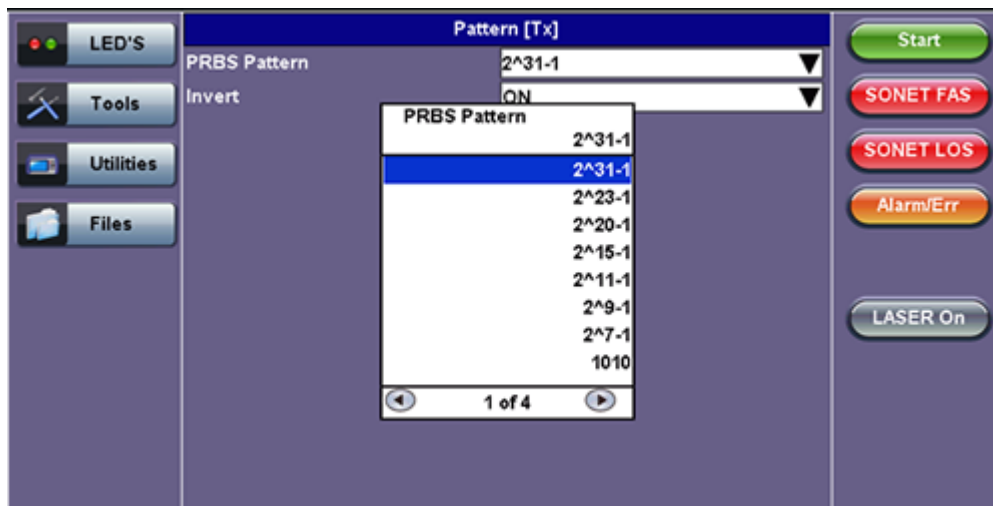 LED'S
Tools
Utilities
Files
Pattern [Tx]
PRBS Pattern 2^31-1
Invert ON
PRBS Pattern
2^31-1
2^31-1
2^23-1
2^20-1
2^15-1
2^11-1
2^9-1
2^7-1
1010
1 of 4
Start
SONET FAS
SONET LOS
Alarm/Err
LASER On